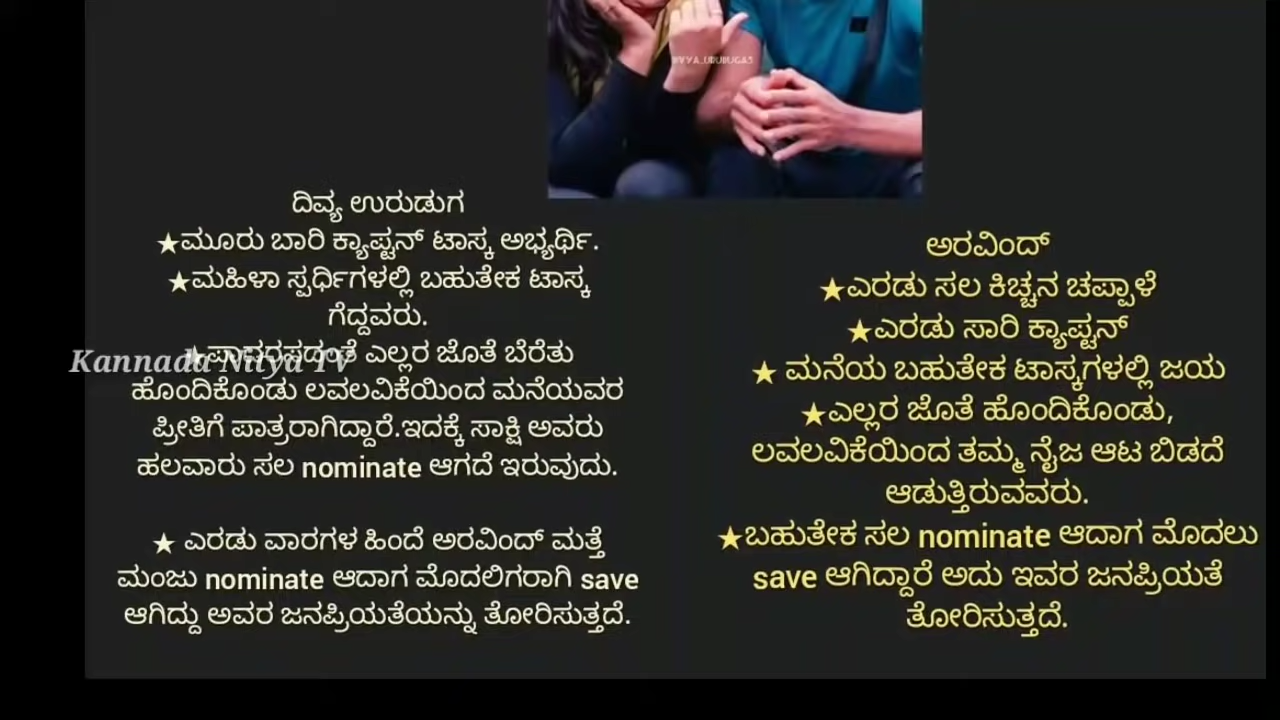 ದಿವ್ಯ ಉರುಡುಗ
★ಮೂರು ಬಾರಿ ಕ್ಯಾಪ್ಟನ್ ಟಾಸ್ಕ ಅಭ್ಯರ್ಥಿ.
★ಮಹಿಳಾ ಸ್ಪರ್ಧಿಗಳಲ್ಲಿ ಬಹುತೇಕ ಟಾಸ್ಕ
ಗೆದ್ದವರು.
ಎಲ್ಲರ ಜೊತೆ ಬೆರೆತು
Kannada Nitya TV
ಹೊಂದಿಕೊಂಡು ಲವಲವಿಕೆಯಿಂದ ಮನೆಯವರ
ಪ್ರೀತಿಗೆ ಪಾತ್ರರಾಗಿದ್ದಾರೆ.ಇದಕ್ಕೆ ಸಾಕ್ಷಿ ಅವರು
ಹಲವಾರು ಸಲ nominate ಆಗದೆ ಇರುವುದು.
★ ಎರಡು ವಾರಗಳ ಹಿಂದೆ ಅರವಿಂದ್ ಮತ್ತೆ
ಮಂಜು nominate ಆದಾಗ ಮೊದಲಿಗರಾಗಿ save
ಆಗಿದ್ದು ಅವರ ಜನಪ್ರಿಯತೆಯನ್ನು ತೋರಿಸುತ್ತದೆ.
ಅರವಿಂದ್
★ಎರಡು ಸಲ ಕಿಚ್ಚನ ಚಪ್ಪಾಳೆ
★ಎರಡು ಸಾರಿ ಕ್ಯಾಪ್ಟನ್
★ ಮನೆಯ ಬಹುತೇಕ ಟಾಸ್ಕಗಳಲ್ಲಿ ಜಯ
★ಎಲ್ಲರ ಜೊತೆ ಹೊಂದಿಕೊಂಡು,
ಲವಲವಿಕೆಯಿಂದ ತಮ್ಮ ನೈಜ ಆಟ ಬಿಡದೆ
ಆಡುತ್ತಿರುವವರು.
★ಬಹುತೇಕ ಸಲ nominate ಆದಾಗ ಮೊದಲು
save ಆಗಿದ್ದಾರೆ ಅದು ಇವರ ಜನಪ್ರಿಯತೆ
ತೋರಿಸುತ್ತದೆ.